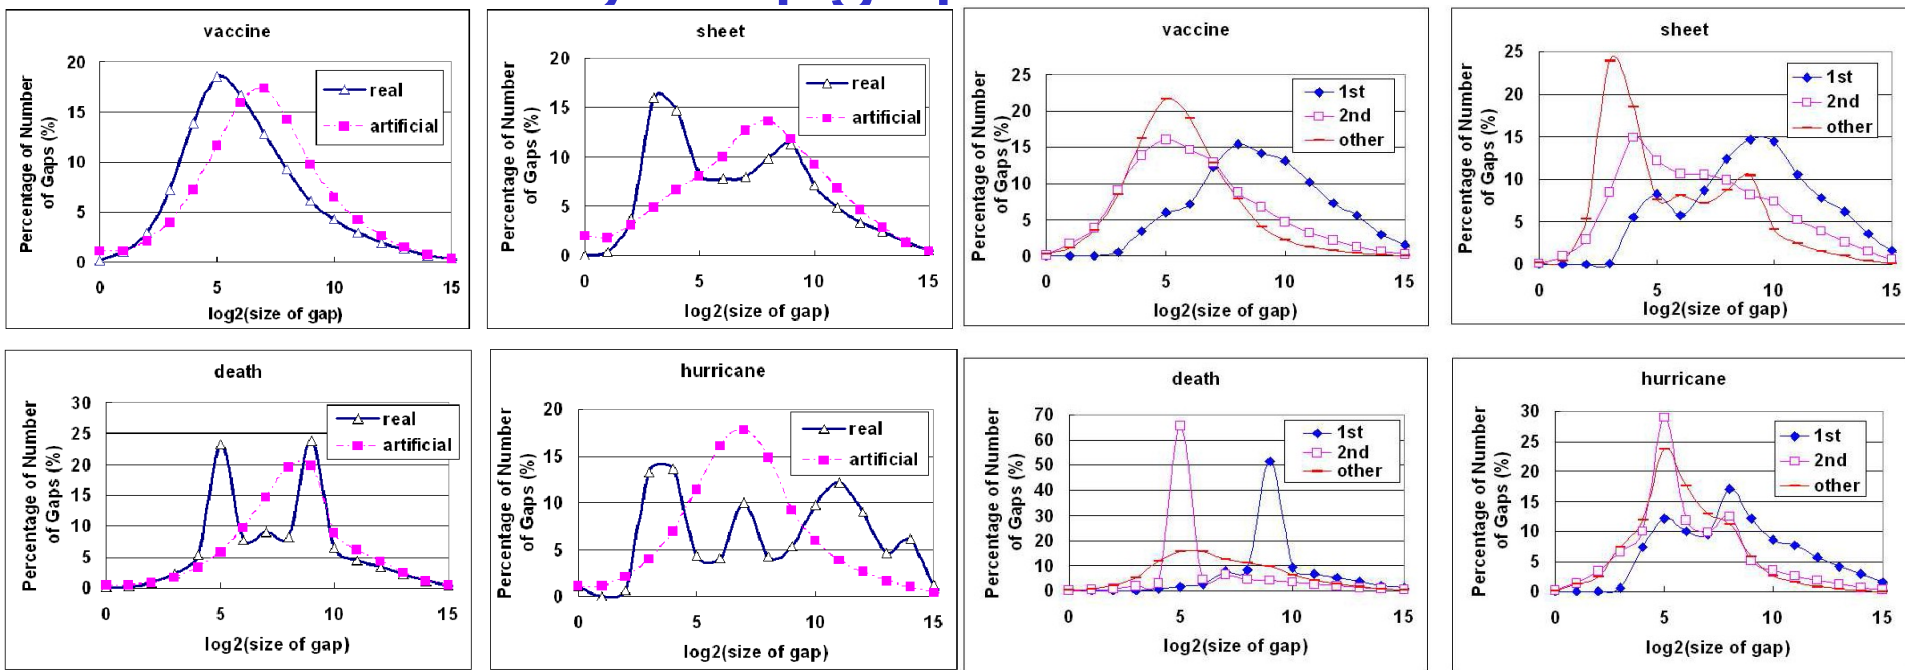 vaccine
Percentage of Number
of Gaps (%)
20
15
10
5
0
real
artificial
0 5 10 15
log2(size of gap)
sheet
Percentage of Number
of Gaps (%)
20
15
10
5
0
real
artificial
0 5 10 15
log2(size of gap)
vaccine
Percentage of Number
of Gaps (%)
25
20
15
10
5
0
1st
2nd
other
0 5 10 15
log2(size of gap)
sheet
Percentage of Number
of Gaps (%)
25
20
15
10
5
0
1st
2nd
other
0 5 10 15
log2(size of gap)
death
Percentage of Number
of Gaps (%)
30
25
20
15
10
5
0
real
artificial
0 5 10 15
log2(size of gap)
hurricane
Percentage of Number
of Gaps (%)
20
15
10
5
0
real
artificial
0 5 10 15
log2(size of gap)
death
Percentage of Number
of Gaps (%)
70
60
50
40
30
20
10
0
1st
2nd
other
0 5 10 15
log2(size of gap)
hurricane
Percentage of Number
of Gaps (%)
30
25
20
15
10
5
0
1st
2nd
other
0 5 10 15
log2(size of gap)